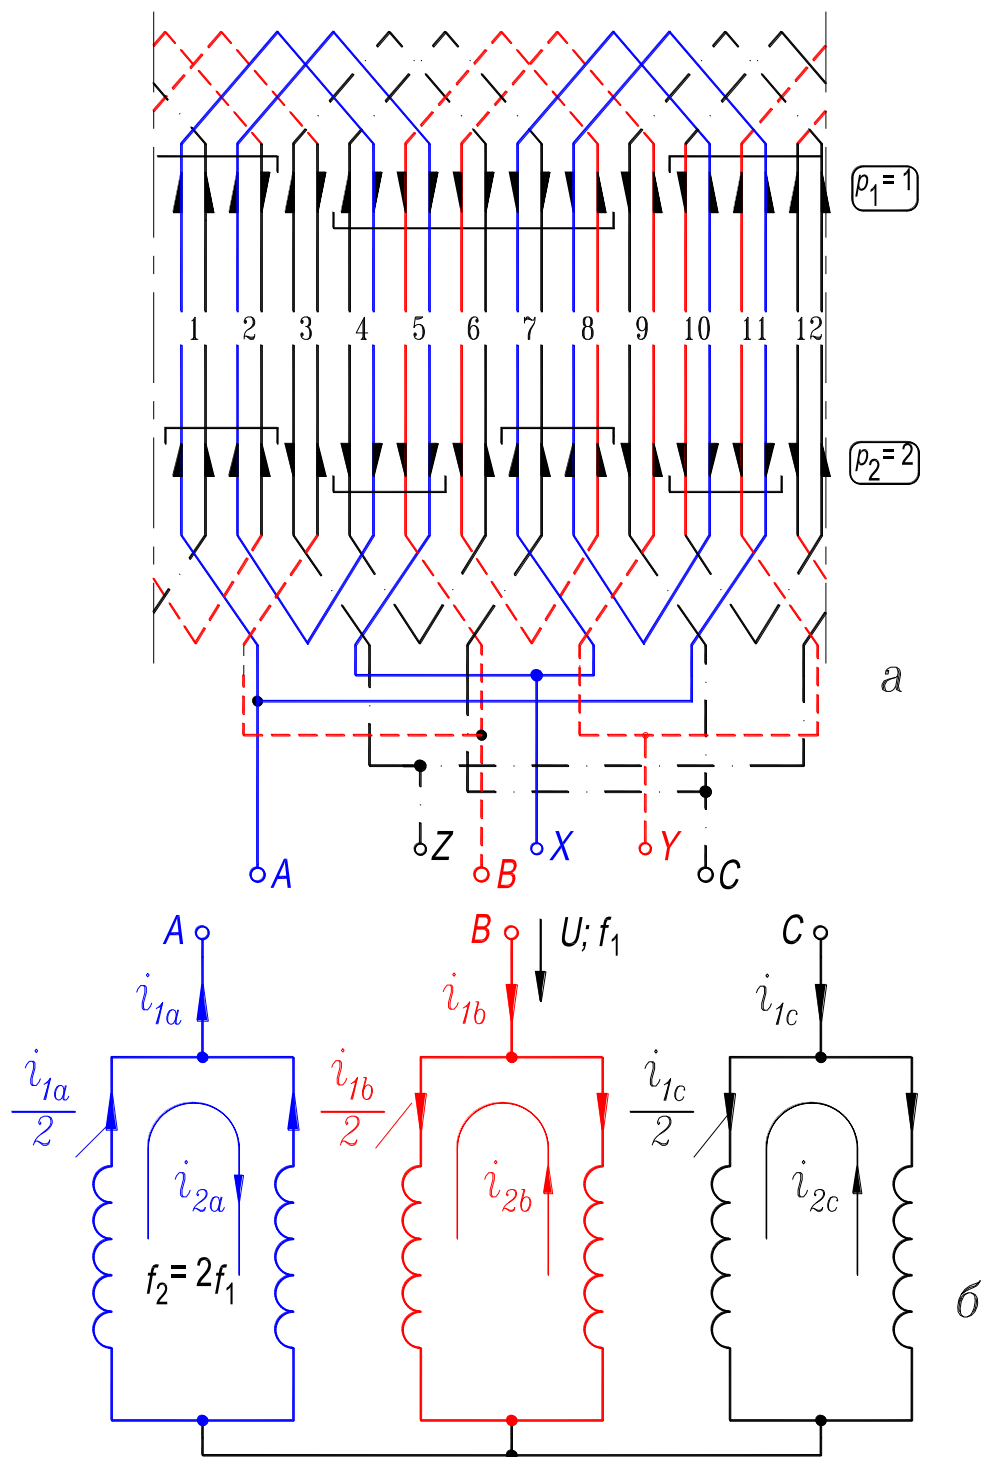 p₁ = 1
1 2 3 4 5 6 7 8 9 10 11 12
p₂ = 2
а
Z X Y
A B C
A B U; f₁ C
i₁ₐ i₁b i₁c
i₁ₐ/2 i₁b/2 i₁c/2
i₂ₐ i₂b i₂c
f₂ = 2f₁
б